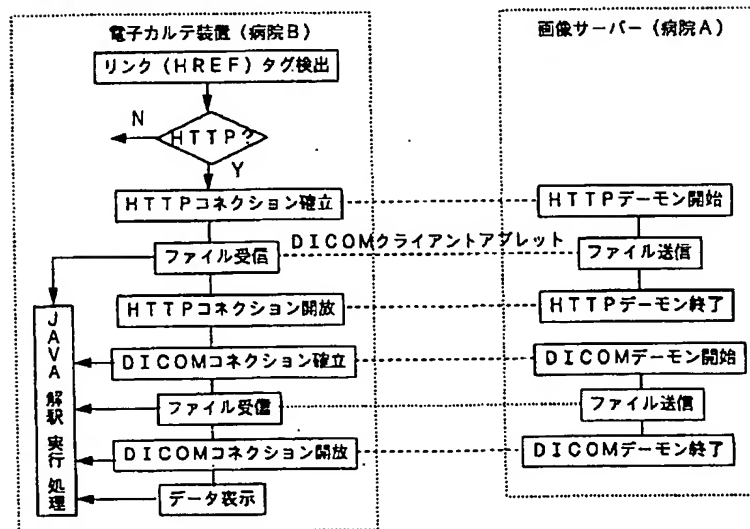 電子カルテ装置(病院B)
リンク(HREF)タグ検出
N
HTTP?
Y
HTTPコネクション確立
ファイル受信
HTTPコネクション開放
DICOMコネクション確立
ファイル受信
DICOMコネクション開放
データ表示
JAVA解釈実行処理
DICOMクライアントアプレット
画像サーバー(病院A)
HTTPデーモン開始
ファイル送信
HTTPデーモン終了
DICOMデーモン開始
ファイル送信
DICOMデーモン終了